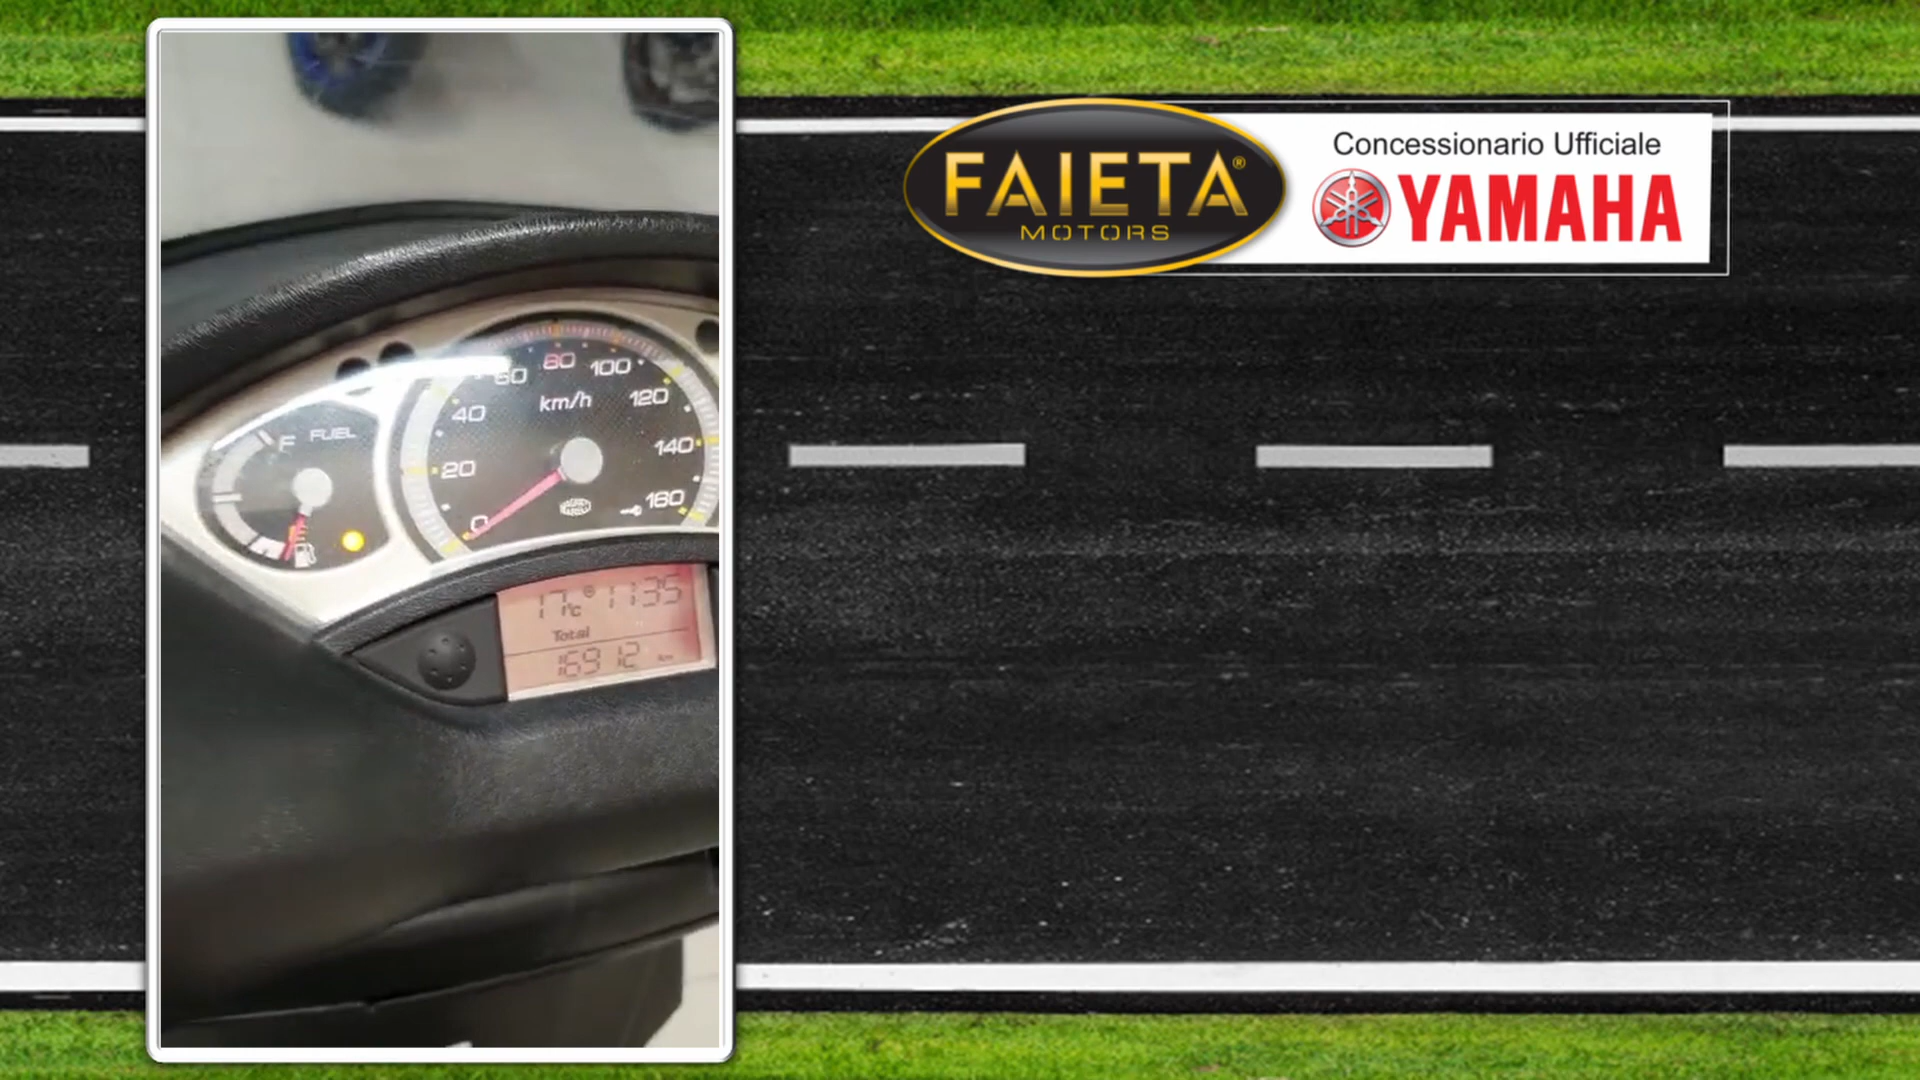 FAIETA®
MOTORS
Concessionario Ufficiale
YAMAHA
60 80 100
40 km/h 120
F FUEL
20 140
0 160
17°C 11:35
Total
16912 km